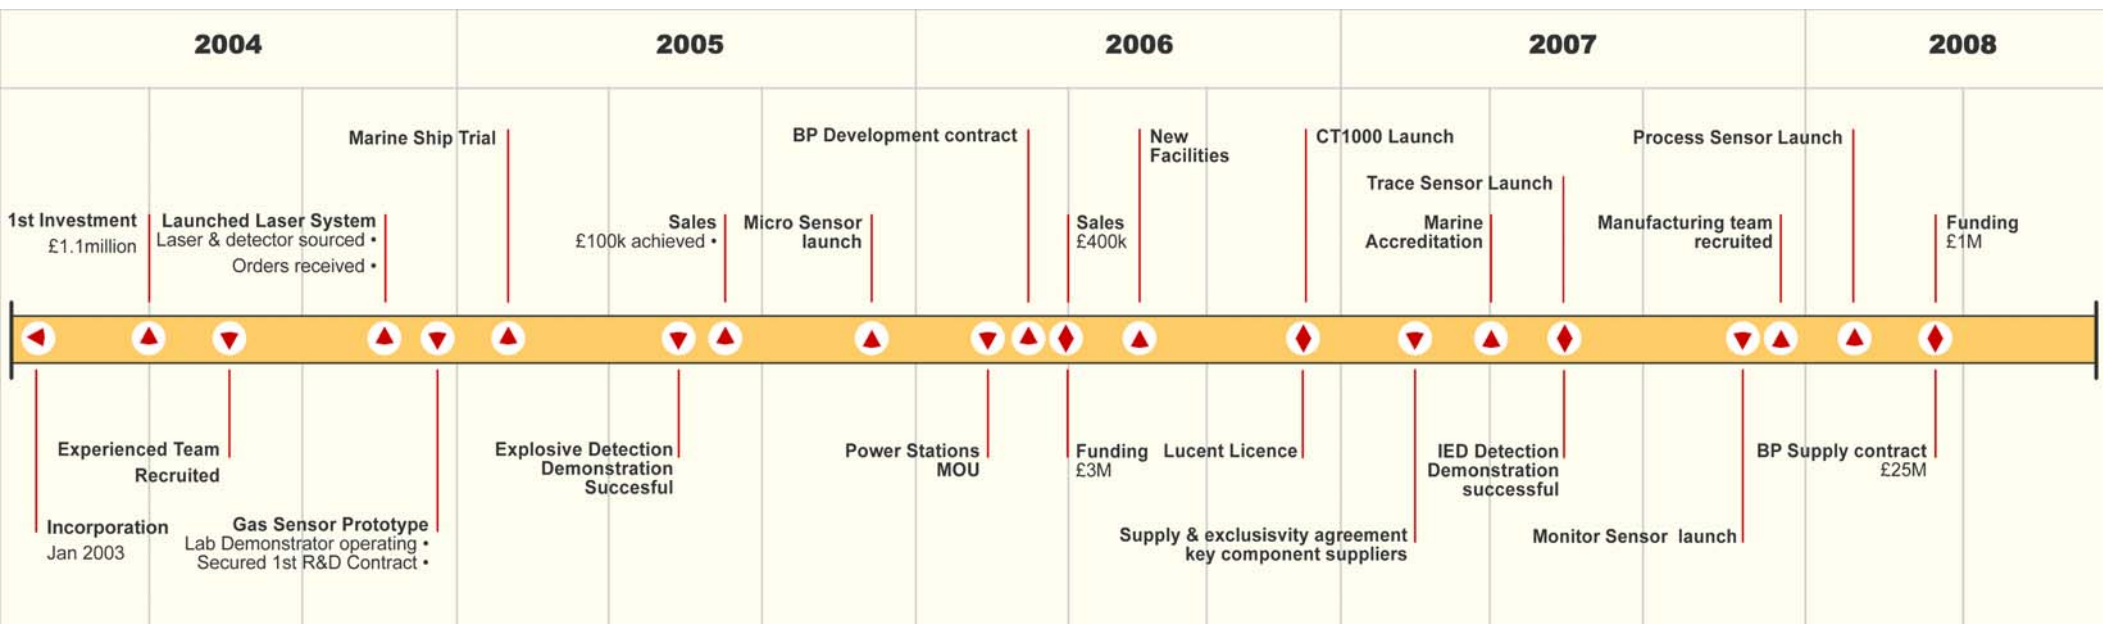 2004
2005
2006
2007
2008
Marine Ship Trial
BP Development contract
New
Facilities
CT1000 Launch
Process Sensor Launch
Trace Sensor Launch
1st Investment
£1.1million
Launched Laser System
Laser & detector sourced •
Orders received •
Sales
£100k achieved •
Micro Sensor
launch
Sales
£400k
Marine
Accreditation
Manufacturing team
recruited
Funding
£1M
Experienced Team
Recruited
Explosive Detection
Demonstration
Succesful
Power Stations
MOU
Funding
£3M
Lucent Licence
IED Detection
Demonstration
successful
BP Supply contract
£25M
Incorporation
Jan 2003
Gas Sensor Prototype
Lab Demonstrator operating •
Secured 1st R&D Contract •
Supply & exclusisvity agreement
key component suppliers
Monitor Sensor launch